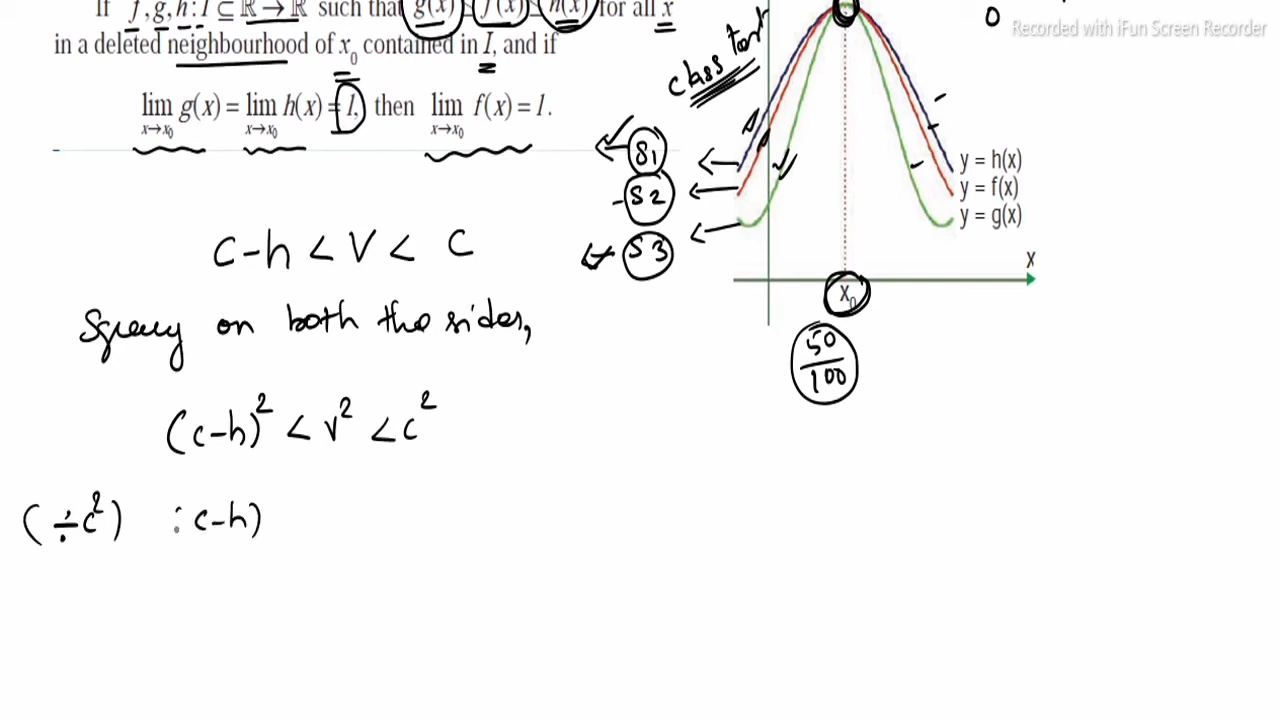 If f, g, h : I ⊆ ℝ → ℝ such that g(x) ≤ f(x) ≤ h(x) for all x
in a deleted neighbourhood of x₀ contained in I, and if
lim g(x) = lim h(x) = l, then lim f(x) = l.
x→x₀ x→x₀ x→x₀
0
Recorded with iFun Screen Recorder
class test
S1
S2
S3
y = h(x)
y = f(x)
y = g(x)
x
x₀
50
100
c-h < v < c
on both the sides,
(c-h)² < v² < c²
(÷c²) : c-h)